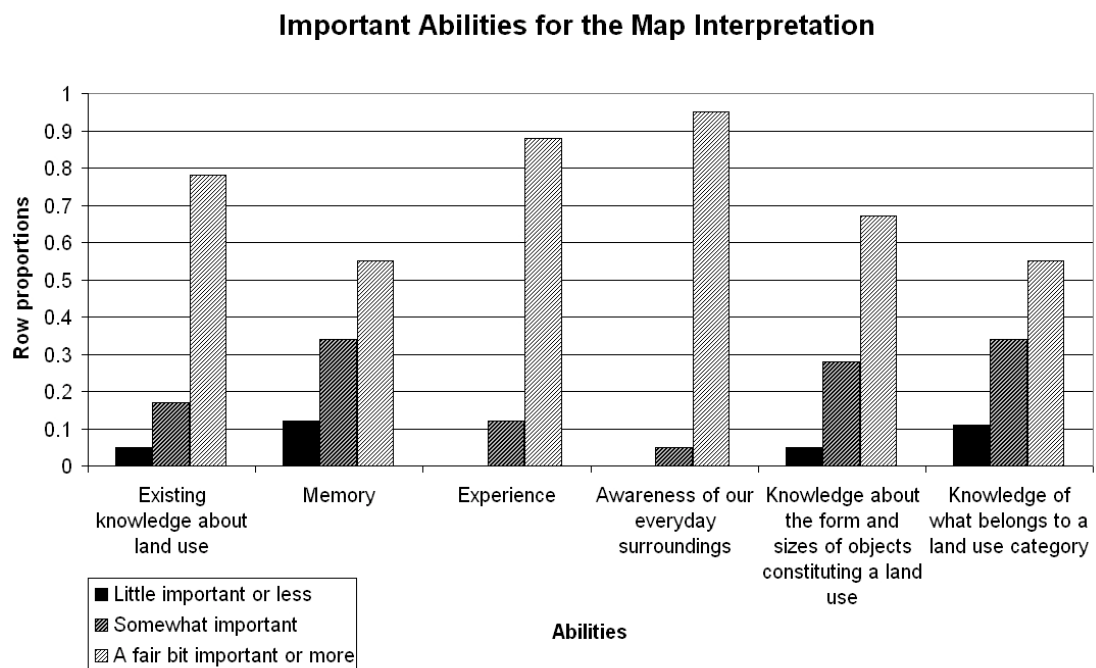 Important Abilities for the Map Interpretation
1
0.9
0.8
0.7
0.6
0.5
0.4
0.3
0.2
0.1
0
Row proportions
Existing
knowledge about
land use
Memory
Experience
Awareness of our
everyday
surroundings
Knowledge about
the form and
sizes of objects
constituting a land
use
Knowledge of
what belongs to a
land use category
Abilities
Little important or less
Somewhat important
A fair bit important or more